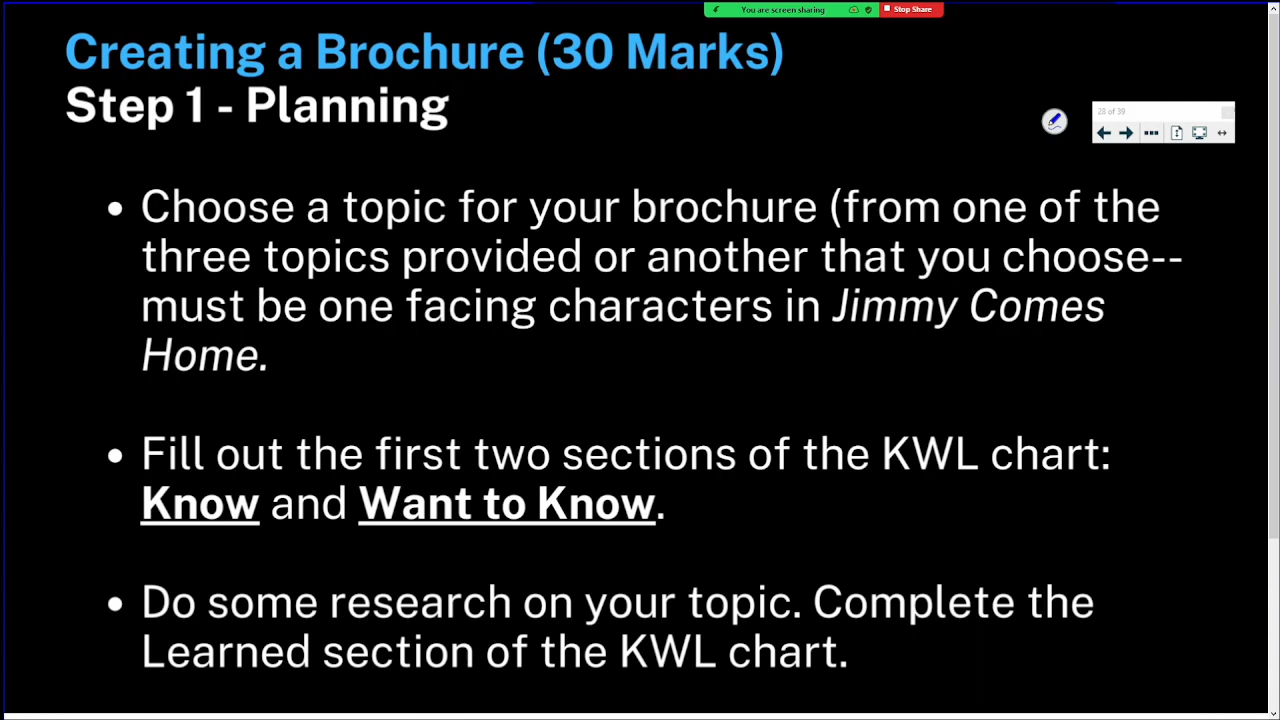 You are screen sharing
Stop Share
Creating a Brochure (30 Marks)
Step 1 - Planning
28 of 39
• Choose a topic for your brochure (from one of the
three topics provided or another that you choose--
must be one facing characters in Jimmy Comes
Home.
• Fill out the first two sections of the KWL chart:
Know and Want to Know.
• Do some research on your topic. Complete the
Learned section of the KWL chart.